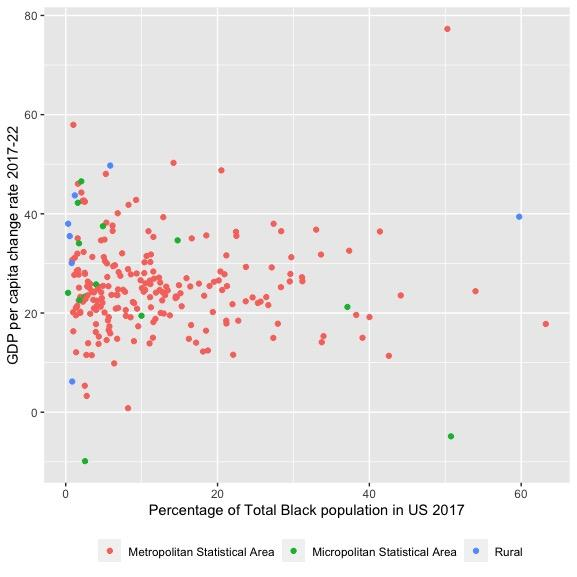 80
60
40
20
0
GDP per capita change rate 2017-22
0 20 40 60
Percentage of Total Black population in US 2017
Metropolitan Statistical Area Micropolitan Statistical Area Rural